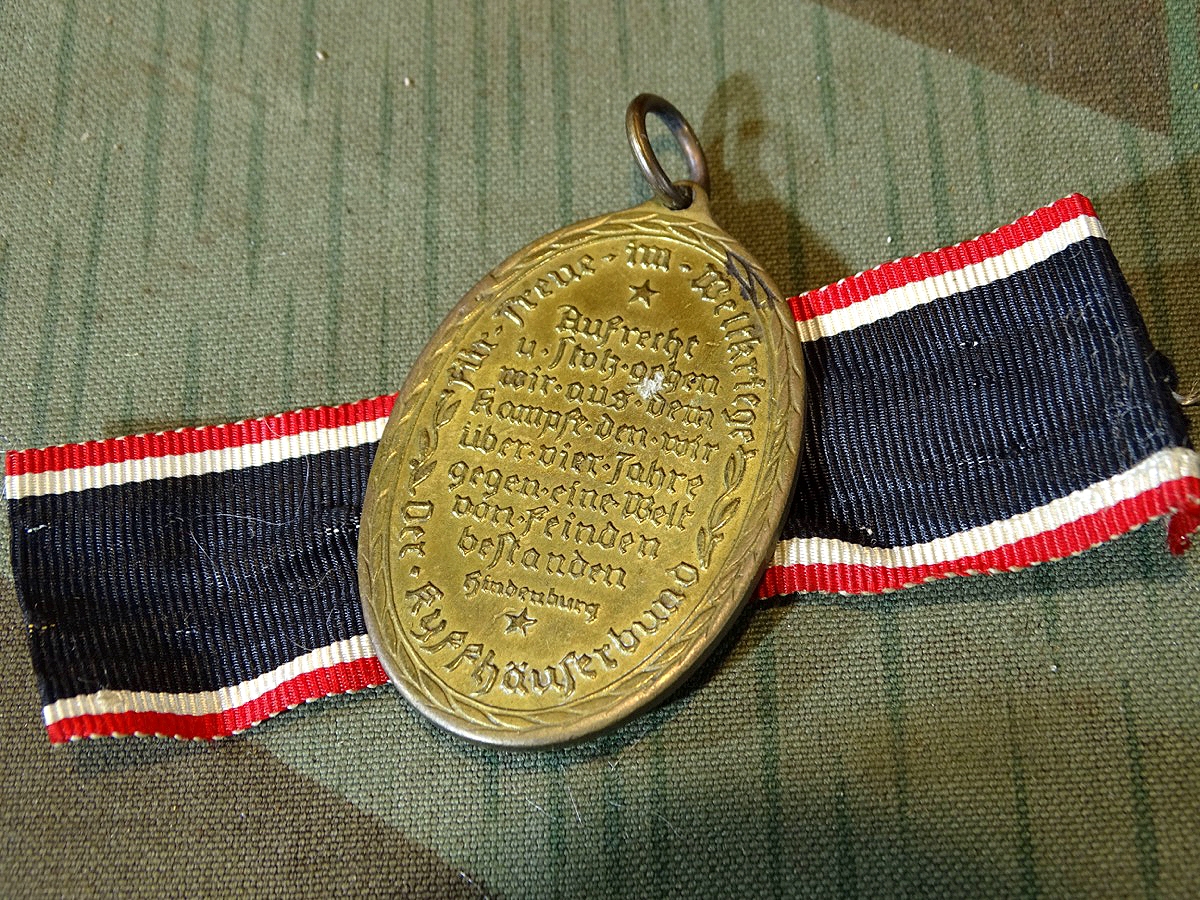 Für · Treue · im · Weltkriege
Aufrecht
u · stolz · gehen
wir · aus · dem
Kampfe · den · wir
über · vier · Jahre
gegen · eine · Welt
von · Feinden
bestanden
Hindenburg
Der · Kyffhäuserbund